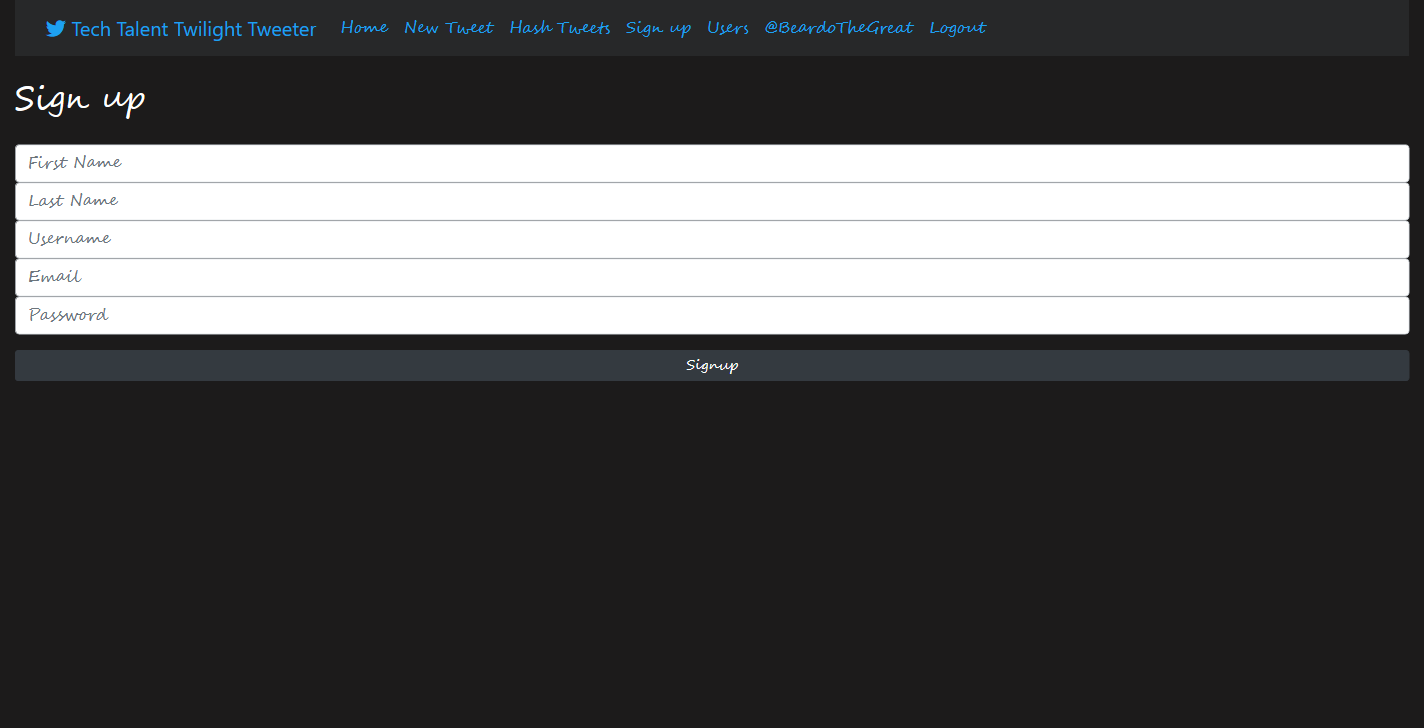 Tech Talent Twilight Tweeter Home New Tweet Hash Tweets Sign up Users @BeardoTheGreat Logout
Sign up
First Name
Last Name
Username
Email
Password
Signup